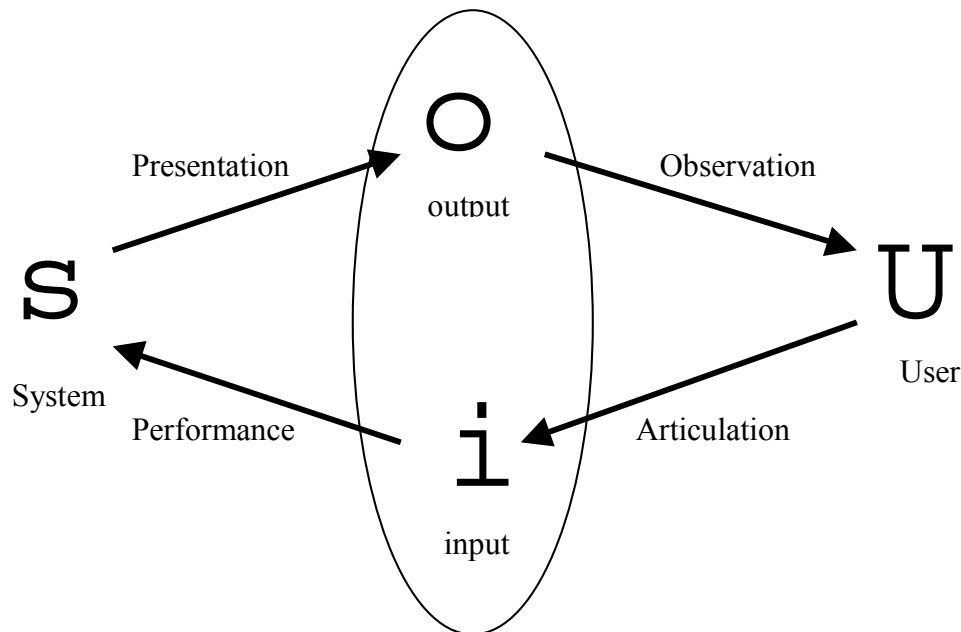 O
Presentation
Observation
output
S
U
System
User
Performance
i
Articulation
input